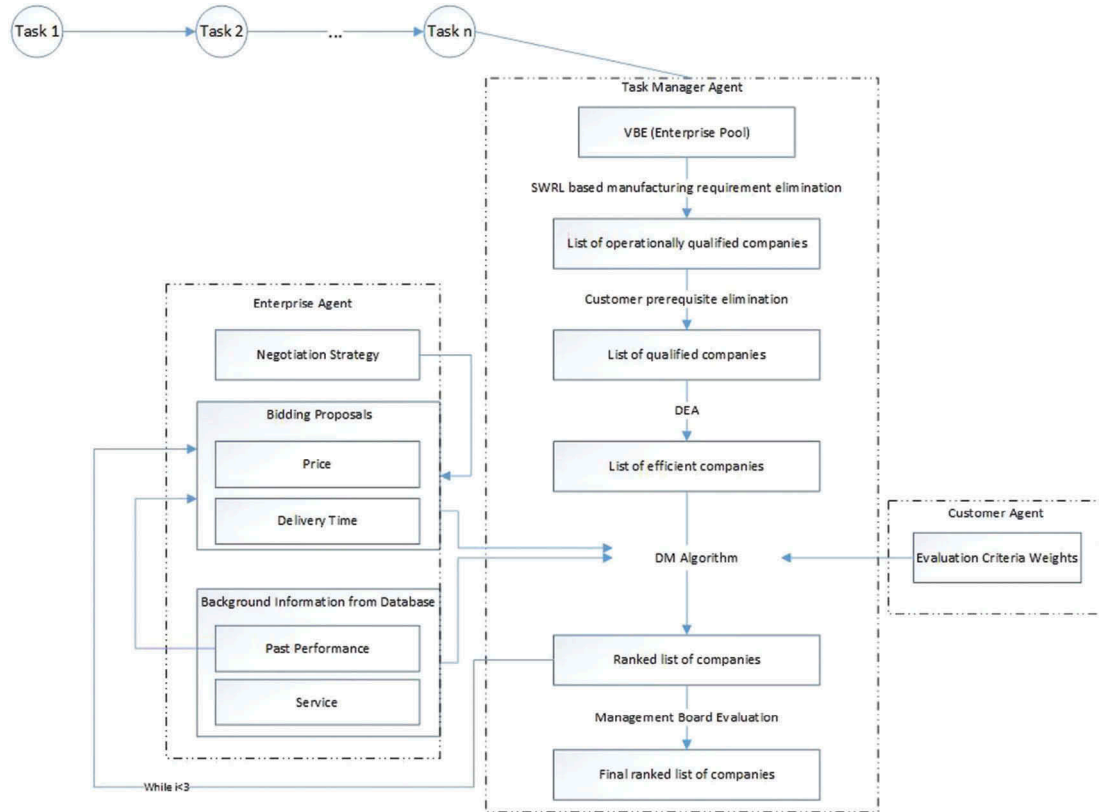 Task 1
Task 2
...
Task n
Task Manager Agent
VBE (Enterprise Pool)
SWRL based manufacturing requirement elimination
List of operationally qualified companies
Customer prerequisite elimination
List of qualified companies
DEA
List of efficient companies
DM Algorithm
Ranked list of companies
Management Board Evaluation
Final ranked list of companies
Enterprise Agent
Negotiation Strategy
Bidding Proposals
Price
Delivery Time
Background Information from Database
Past Performance
Service
While i<3
Customer Agent
Evaluation Criteria Weights